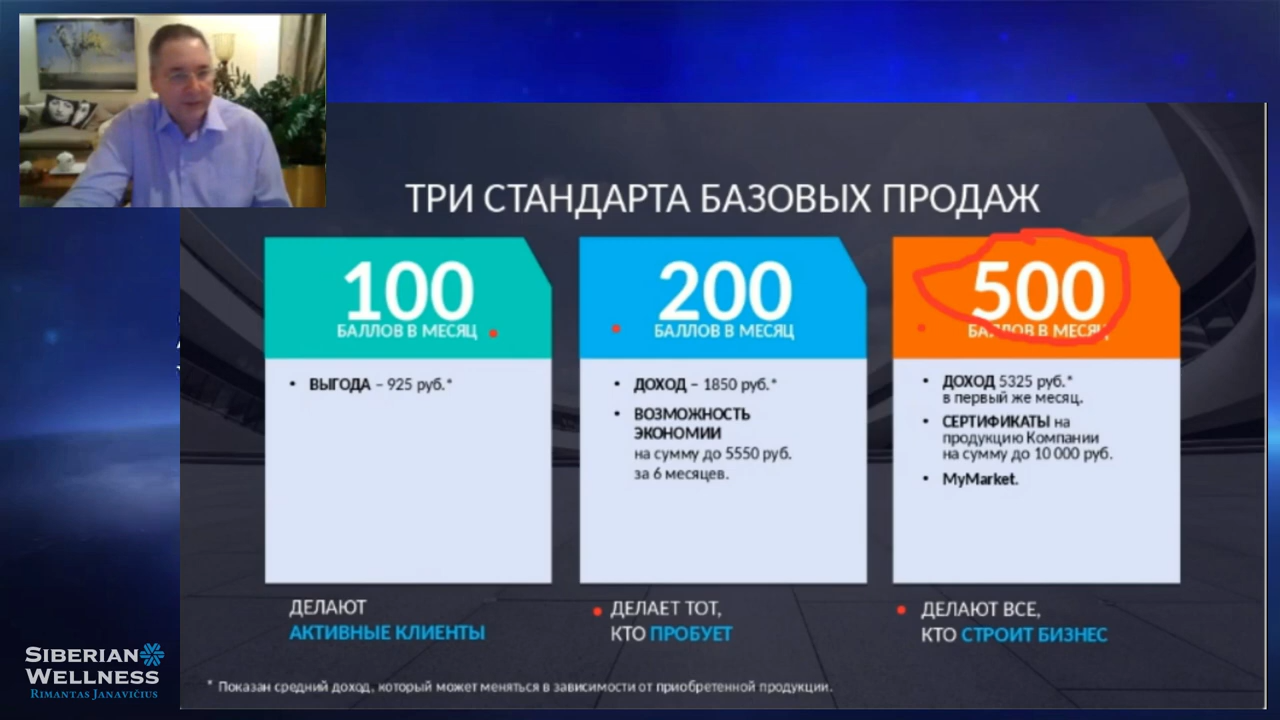 ТРИ СТАНДАРТА БАЗОВЫХ ПРОДАЖ
100
БАЛЛОВ В МЕСЯЦ
• ВЫГОДА – 925 руб.*
ДЕЛАЮТ
АКТИВНЫЕ КЛИЕНТЫ
200
БАЛЛОВ В МЕСЯЦ
• ДОХОД – 1850 руб.*
• ВОЗМОЖНОСТЬ
ЭКОНОМИИ
на сумму до 5550 руб.
за 6 месяцев.
ДЕЛАЕТ ТОТ,
КТО ПРОБУЕТ
500
БАЛЛОВ В МЕСЯЦ
• ДОХОД 5325 руб.*
в первый же месяц.
• СЕРТИФИКАТЫ на
продукцию Компании
на сумму до 10 000 руб.
• MyMarket.
ДЕЛАЮТ ВСЕ,
КТО СТРОИТ БИЗНЕС
* Показан средний доход, который может меняться в зависимости от приобретенной продукции.
SIBERIAN
WELLNESS
RIMANTAS JANAVIČIUS